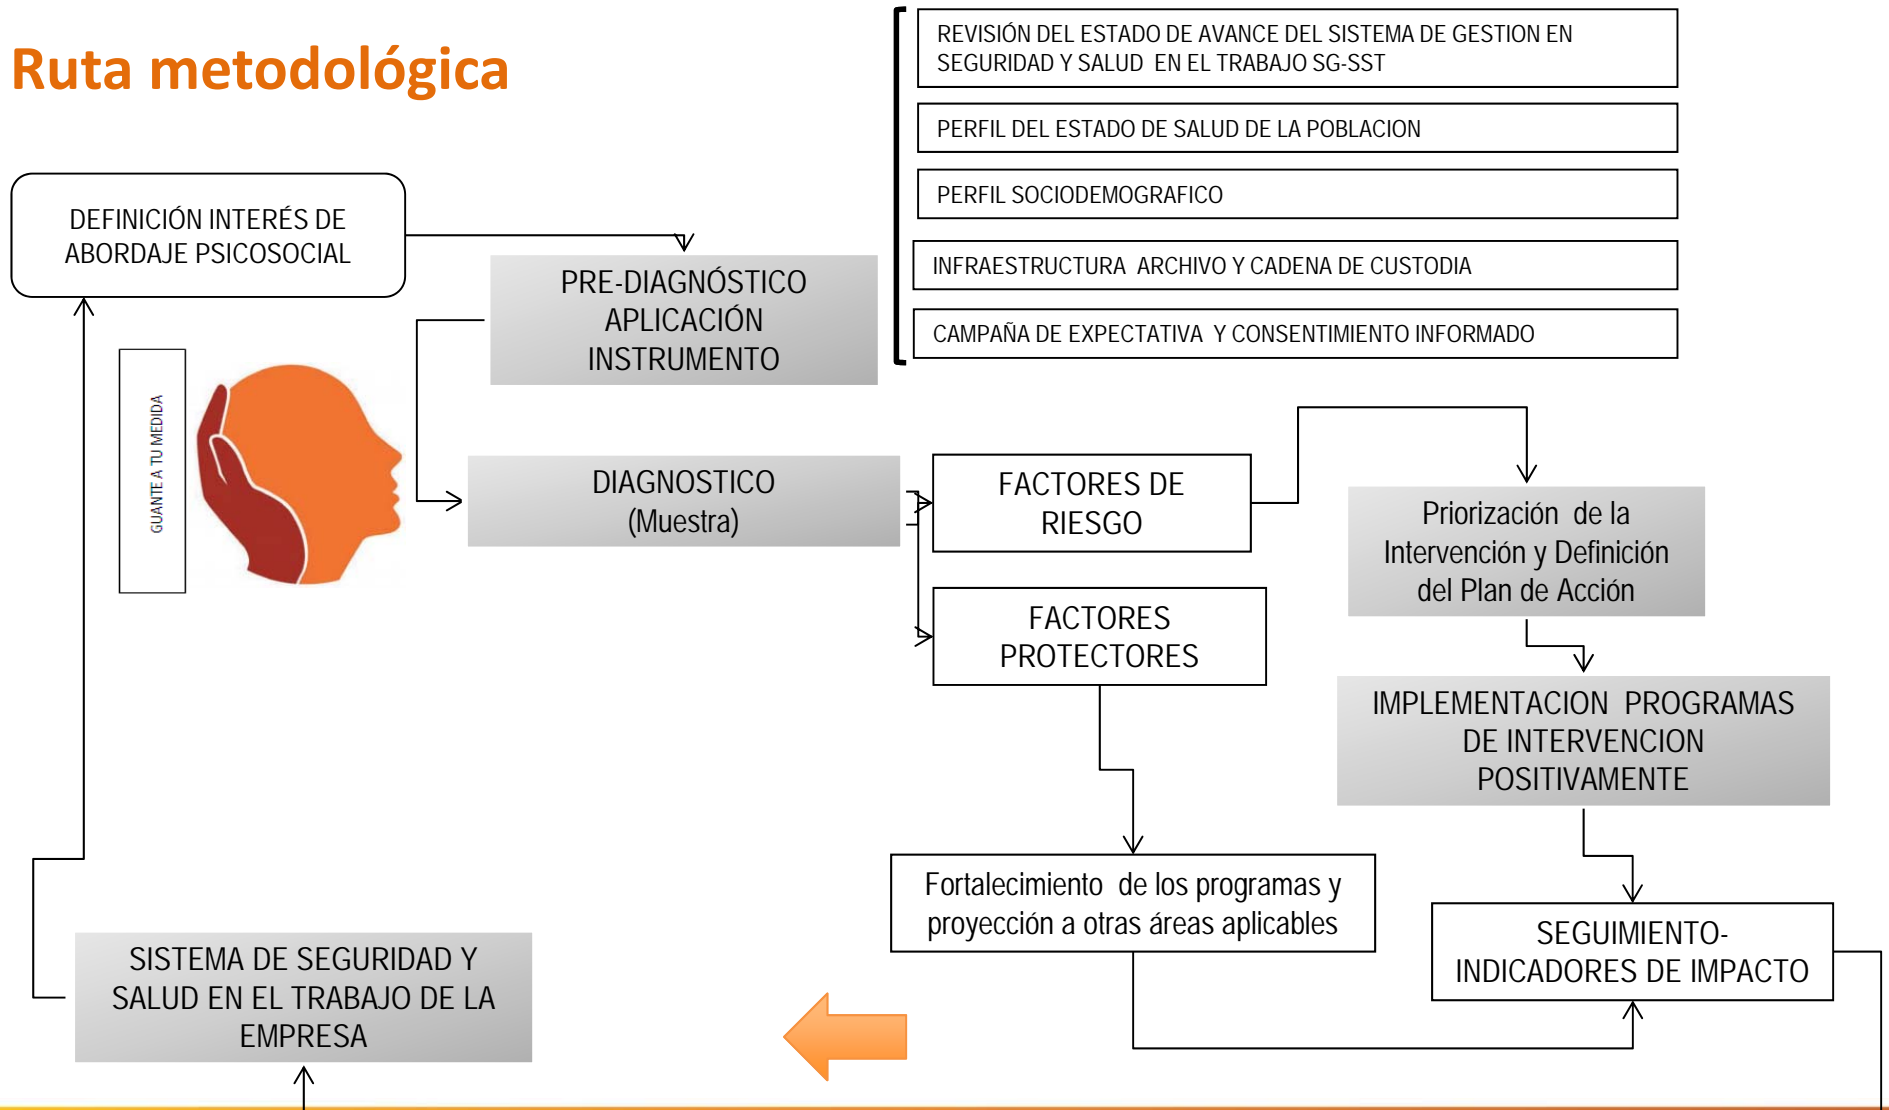 Ruta metodológica
REVISIÓN DEL ESTADO DE AVANCE DEL SISTEMA DE GESTION EN
SEGURIDAD Y SALUD EN EL TRABAJO SG-SST
PERFIL DEL ESTADO DE SALUD DE LA POBLACION
PERFIL SOCIODEMOGRAFICO
INFRAESTRUCTURA ARCHIVO Y CADENA DE CUSTODIA
CAMPAÑA DE EXPECTATIVA Y CONSENTIMIENTO INFORMADO
DEFINICIÓN INTERÉS DE
ABORDAJE PSICOSOCIAL
PRE-DIAGNÓSTICO
APLICACIÓN
INSTRUMENTO
GUANTE A TU MEDIDA
DIAGNOSTICO
(Muestra)
FACTORES DE
RIESGO
FACTORES
PROTECTORES
Priorización de la
Intervención y Definición
del Plan de Acción
IMPLEMENTACION PROGRAMAS
DE INTERVENCION
POSITIVAMENTE
Fortalecimiento de los programas y
proyección a otras áreas aplicables
SEGUIMIENTO-
INDICADORES DE IMPACTO
SISTEMA DE SEGURIDAD Y
SALUD EN EL TRABAJO DE LA
EMPRESA